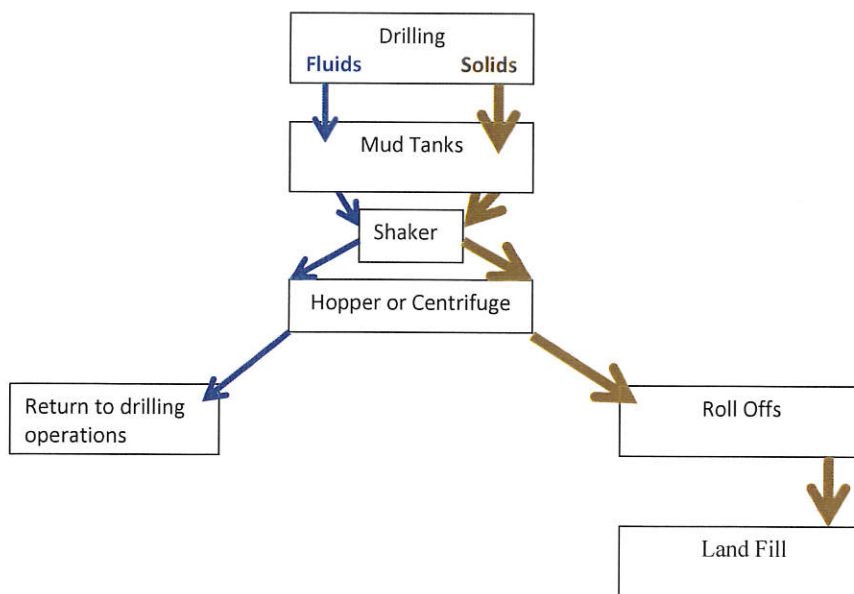 Drilling
Fluids Solids
Mud Tanks
Shaker
Hopper or Centrifuge
Return to drilling
operations
Roll Offs
Land Fill